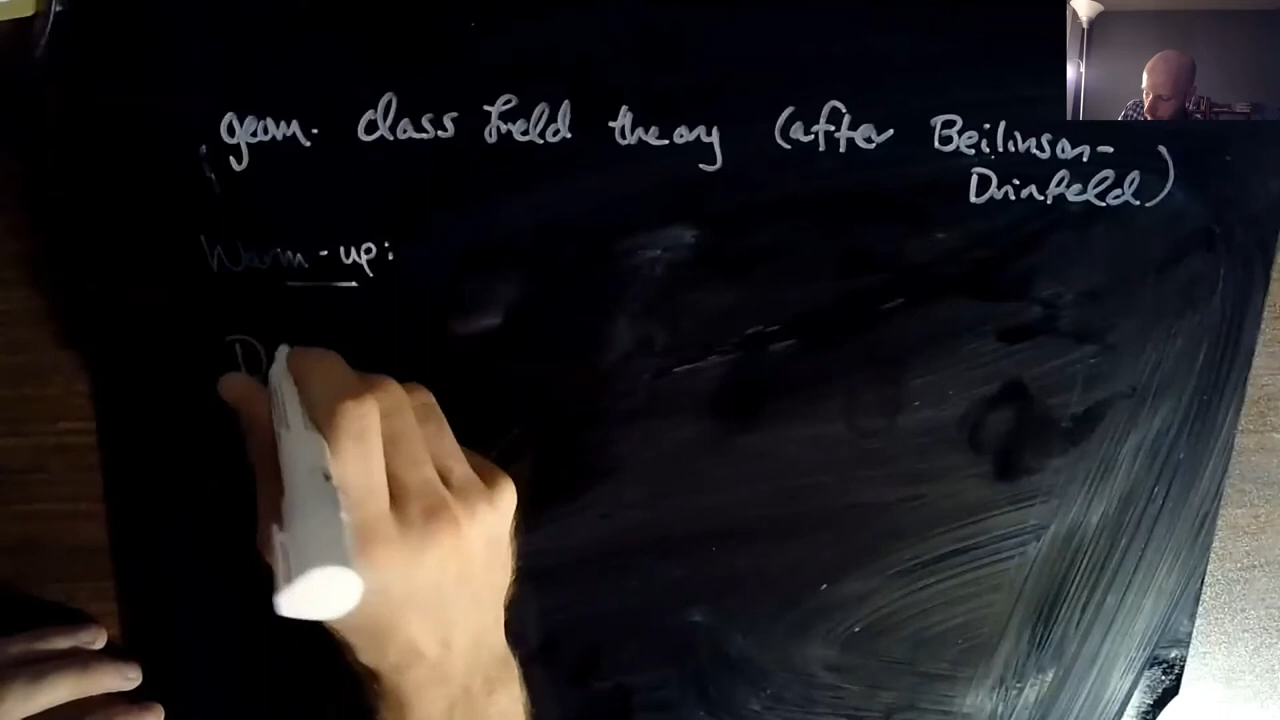 geom. class field theory (after Beilinson-
Drinfeld)
Warm-up:
D